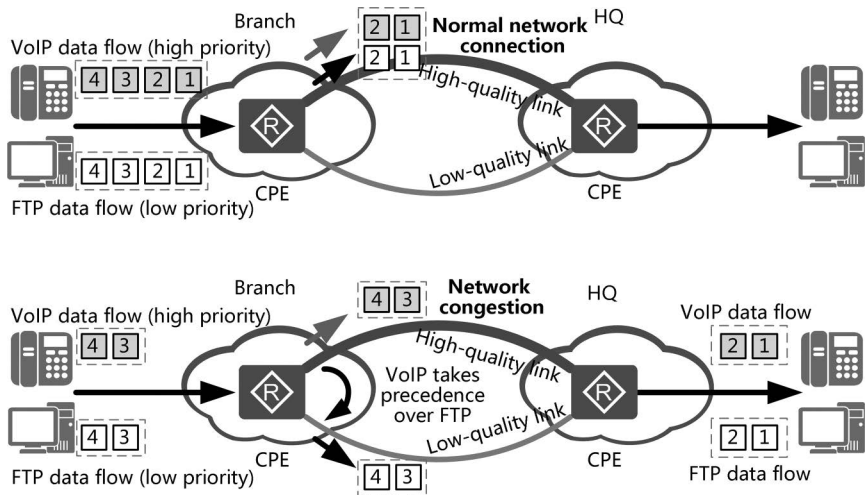 Branch
2 1
Normal network
connection
HQ
VoIP data flow (high priority)
4 3 2 1
2 1
High-quality link
R
R
Low-quality link
4 3 2 1
CPE
CPE
FTP data flow (low priority)
Branch
4 3
Network
congestion
HQ
VoIP data flow (high priority)
VoIP data flow
4 3
2 1
High-quality link
R
VoIP takes
precedence
over FTP
R
Low-quality link
4 3
2 1
CPE
4 3
CPE
FTP data flow (low priority)
FTP data flow